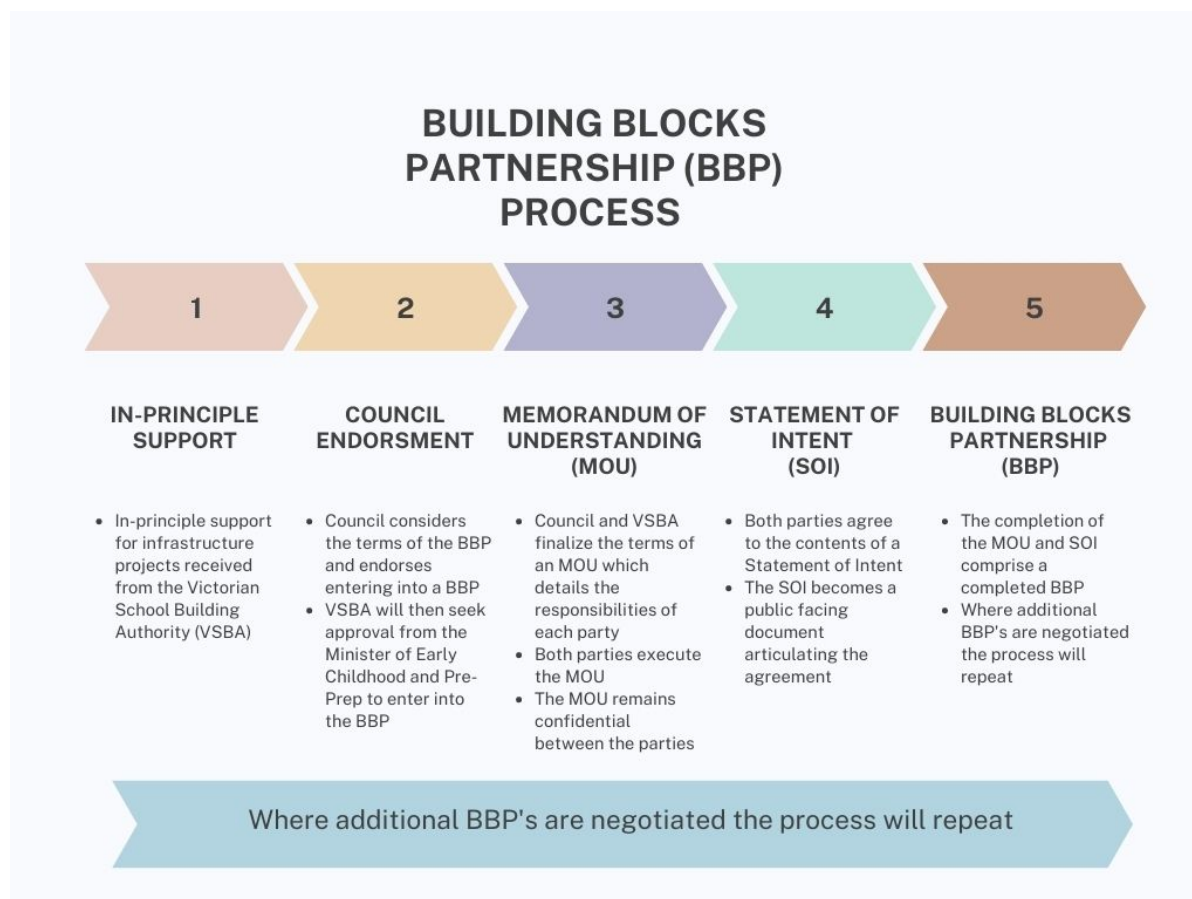 BUILDING BLOCKS
PARTNERSHIP (BBP)
PROCESS
1
2
3
4
5
IN-PRINCIPLE
SUPPORT
COUNCIL
ENDORSMENT
MEMORANDUM OF
UNDERSTANDING
(MOU)
STATEMENT OF
INTENT
(SOI)
BUILDING BLOCKS
PARTNERSHIP
(BBP)
• In-principle support
for infrastructure
projects received
from the Victorian
School Building
Authority (VSBA)
• Council considers
the terms of the BBP
and endorses
entering into a BBP
• VSBA will then seek
approval from the
Minister of Early
Childhood and Pre-
Prep to enter into
the BBP
• Council and VSBA
finalize the terms of
an MOU which
details the
responsibilities of
each party
• Both parties execute
the MOU
• The MOU remains
confidential
between the parties
• Both parties agree
to the contents of a
Statement of Intent
• The SOI becomes a
public facing
document
articulating the
agreement
• The completion of
the MOU and SOI
comprise a
completed BBP
• Where additional
BBP's are negotiated
the process will
repeat
Where additional BBP's are negotiated the process will repeat